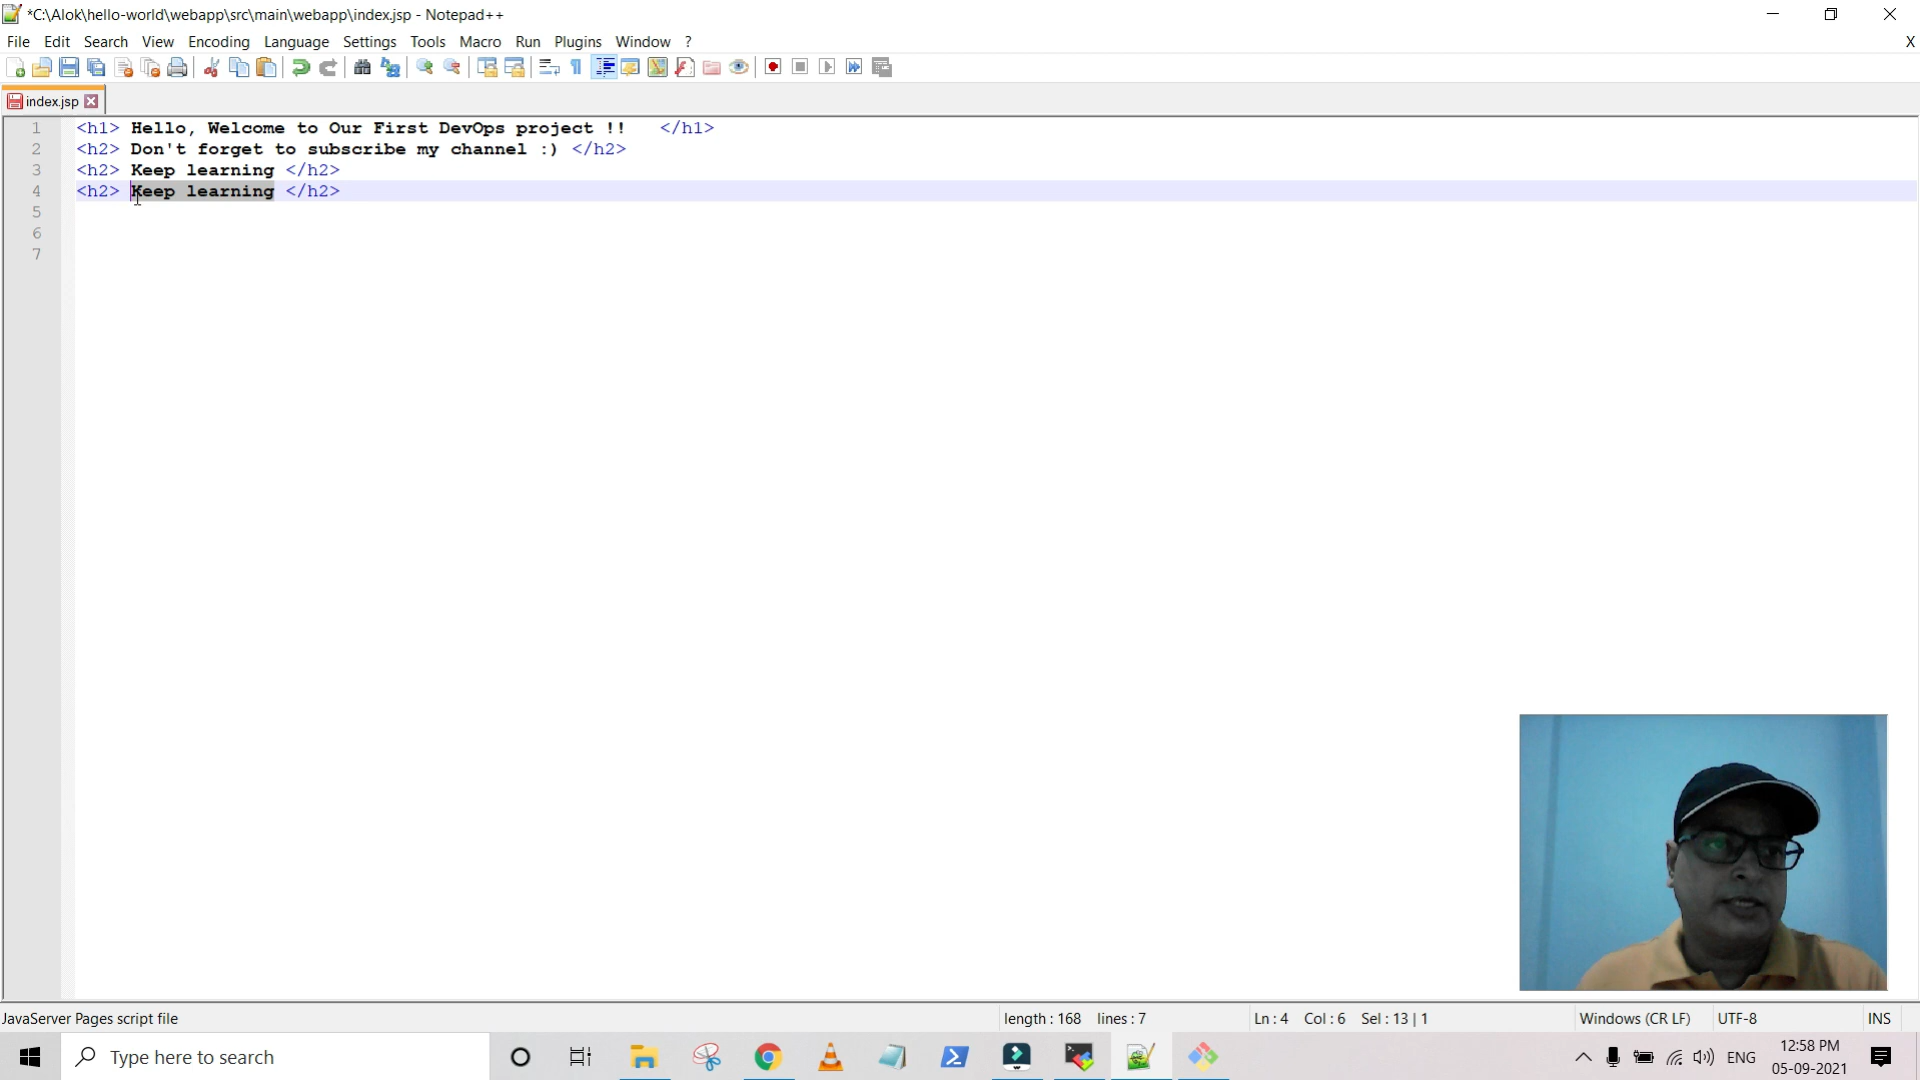 *C:\Alok\hello-world\webapp\src\main\webapp\index.jsp - Notepad++
File Edit Search View Encoding Language Settings Tools Macro Run Plugins Window ? X
index.jsp
1 <h1> Hello, Welcome to Our First DevOps project !!   </h1>
2 <h2> Don't forget to subscribe my channel :) </h2>
3 <h2> Keep learning </h2>
4 <h2> Keep learning </h2>
5
6
7
JavaServer Pages script file length : 168 lines : 7 Ln : 4 Col : 6 Sel : 13 | 1 Windows (CR LF) UTF-8 INS
Type here to search ENG 12:58 PM
05-09-2021